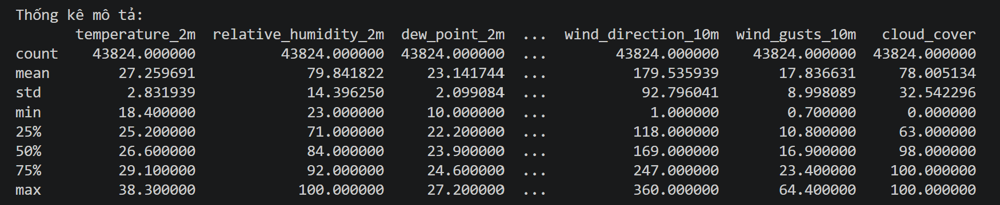 Thống kê mô tả:
temperature_2m relative_humidity_2m dew_point_2m ... wind_direction_10m wind_gusts_10m cloud_cover
count 43824.000000 43824.000000 43824.000000 ... 43824.000000 43824.000000 43824.000000
mean 27.259691 79.841822 23.141744 ... 179.535939 17.836631 78.005134
std 2.831939 14.396250 2.099084 ... 92.796041 8.998089 32.542296
min 18.400000 23.000000 10.000000 ... 1.000000 0.700000 0.000000
25% 25.200000 71.000000 22.200000 ... 118.000000 10.800000 63.000000
50% 26.600000 84.000000 23.900000 ... 169.000000 16.900000 98.000000
75% 29.100000 92.000000 24.600000 ... 247.000000 23.400000 100.000000
max 38.300000 100.000000 27.200000 ... 360.000000 64.400000 100.000000